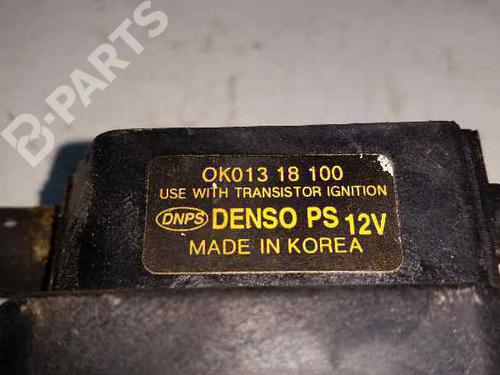 B-PARTS
OK013 18 100
USE WITH TRANSISTOR IGNITION
DNPS DENSO PS 12V
MADE IN KOREA